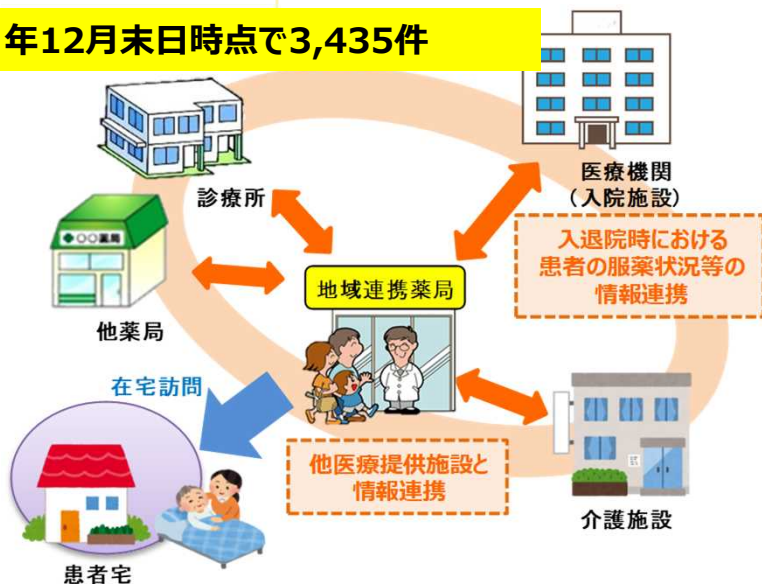 年12月末日時点で3,435件
診療所
医療機関
（入院施設）
入退院時における
患者の服薬状況等の
情報連携
○○薬局
他薬局
地域連携薬局
在宅訪問
他医療提供施設と
情報連携
介護施設
患者宅